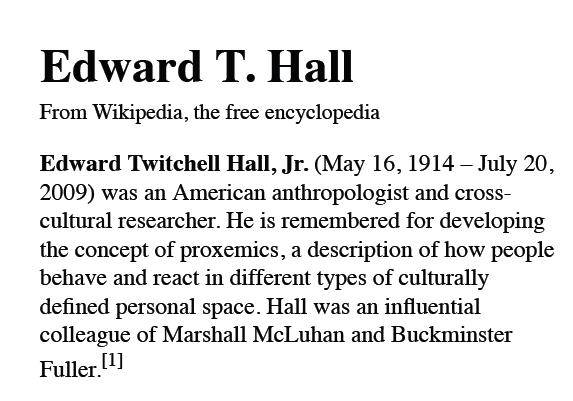 Edward T. Hall
From Wikipedia, the free encyclopedia
Edward Twitchell Hall, Jr. (May 16, 1914 – July 20,
2009) was an American anthropologist and cross-
cultural researcher. He is remembered for developing
the concept of proxemics, a description of how people
behave and react in different types of culturally
defined personal space. Hall was an influential
colleague of Marshall McLuhan and Buckminster
Fuller.[1]